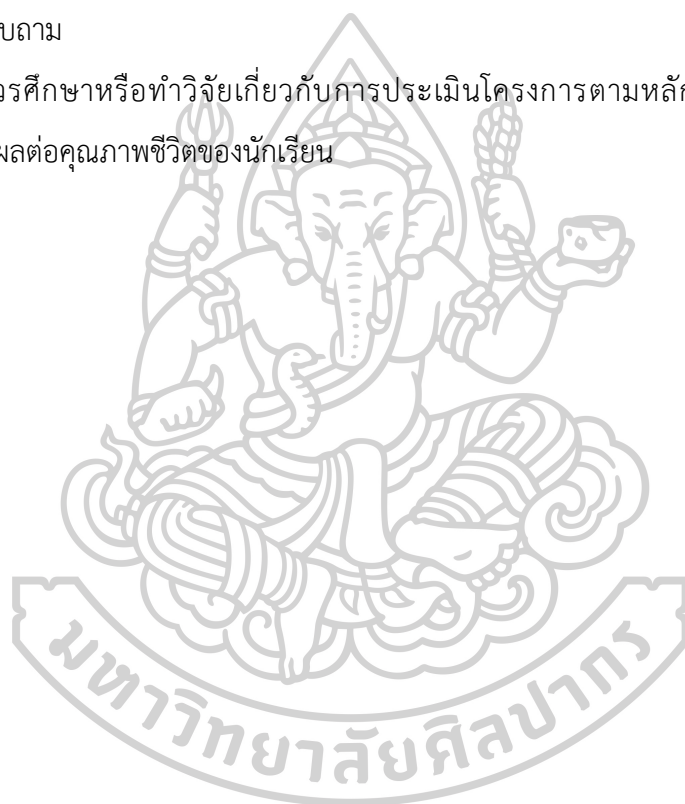 บถาม
วรศึกษาหรือทำวิจัยเกี่ยวกับการประเมินโครงการตามหลัก
ผลต่อคุณภาพชีวิตของนักเรียน
มหาวิทยาลัยศิลปากร